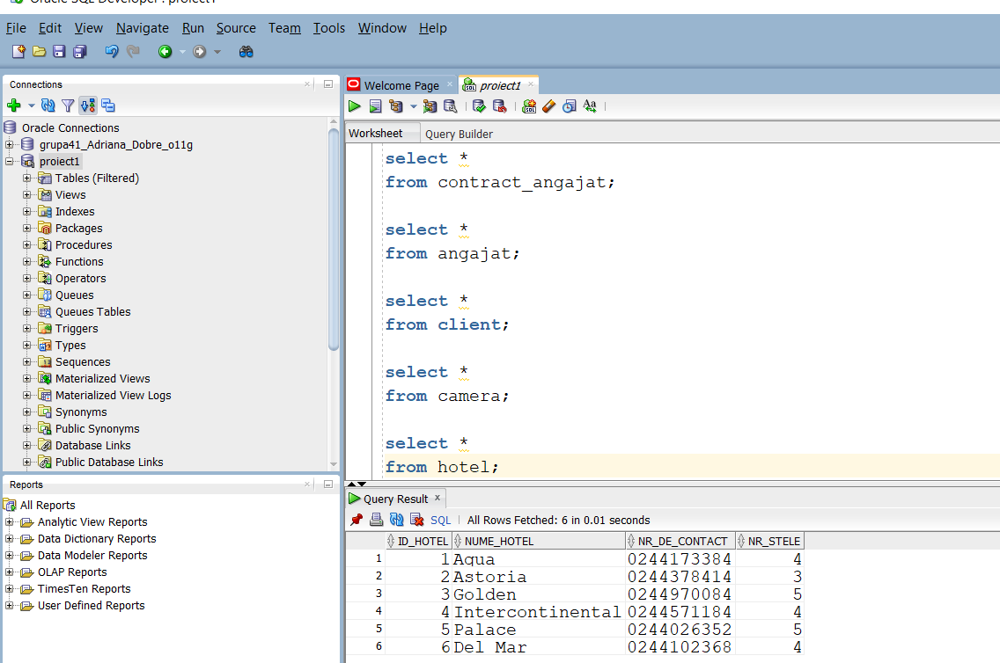 Oracle SQL Developer : proiect1
File Edit View Navigate Run Source Team Tools Window Help
Connections
Oracle Connections
grupa41_Adriana_Dobre_o11g
proiect1
Tables (Filtered)
Views
Indexes
Packages
Procedures
Functions
Operators
Queues
Queues Tables
Triggers
Types
Sequences
Materialized Views
Materialized View Logs
Synonyms
Public Synonyms
Database Links
Public Database Links
Reports
All Reports
Analytic View Reports
Data Dictionary Reports
Data Modeler Reports
OLAP Reports
TimesTen Reports
User Defined Reports
Welcome Page proiect1
Worksheet Query Builder
select *
from contract_angajat;
select *
from angajat;
select *
from client;
select *
from camera;
select *
from hotel;
Query Result
SQL | All Rows Fetched: 6 in 0.01 seconds
ID_HOTEL NUME_HOTEL NR_DE_CONTACT NR_STELE
1 1 Aqua 0244173384 4
2 2 Astoria 0244378414 3
3 3 Golden 0244970084 5
4 4 Intercontinental 0244571184 4
5 5 Palace 0244026352 5
6 6 Del Mar 0244102368 4